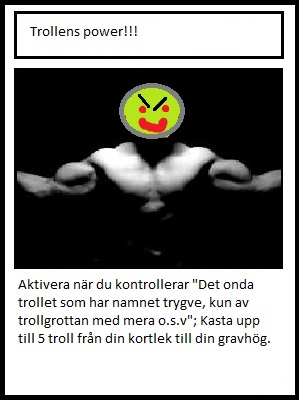 Trollens power!!!
Aktivera när du kontrollerar "Det onda
trollet som har namnet trygve, kun av
trollgrottan med mera o.s.v"; Kasta upp
till 5 troll från din kortlek till din gravhög.